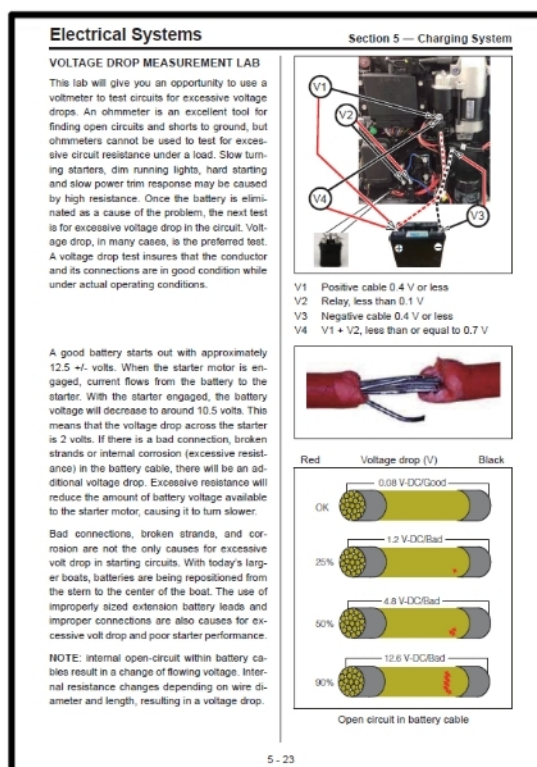 Electrical Systems
Section 5 — Charging System
VOLTAGE DROP MEASUREMENT LAB
This lab will give you an opportunity to use a
voltmeter to test circuits for excessive voltage
drops. An ohmmeter is an excellent tool for
finding open circuits and shorts to ground, but
ohmmeters cannot be used to test for exces-
sive circuit resistance under a load. Slow turn-
ing starters, dim running lights, hard starting
and slow power trim response may be caused
by high resistance. Once the battery is elimi-
nated as a cause of the problem, the next test
is for excessive voltage drop in the circuit. Volt-
age drop, in many cases, is the preferred test.
A voltage drop test insures that the conductor
and its connections are in good condition while
under actual operating conditions.
A good battery starts out with approximately
12.5 +/- volts. When the starter motor is en-
gaged, current flows from the battery to the
starter. With the starter engaged, the battery
voltage will decrease to around 10.5 volts. This
means that the voltage drop across the starter
is 2 volts. If there is a bad connection, broken
strands or internal corrosion (excessive resist-
ance) in the battery cable, there will be an ad-
ditional voltage drop. Excessive resistance will
reduce the amount of battery voltage available
to the starter motor, causing it to turn slower.
Bad connections, broken strands, and cor-
rosion are not the only causes for excessive
volt drop in starting circuits. With today's larg-
er boats, batteries are being repositioned from
the stern to the center of the boat. The use of
improperly sized extension battery leads and
improper connections are also causes for ex-
cessive volt drop and poor starter performance.
NOTE: internal open-circuit within battery ca-
bles result in a change of flowing voltage. Inter-
nal resistance changes depending on wire di-
ameter and length, resulting in a voltage drop.
V1
V2
V4
V3
+
−
V1 Positive cable 0.4 V or less
V2 Relay, less than 0.1 V
V3 Negative cable 0.4 V or less
V4 V1 + V2, less than or equal to 0.7 V
Red Voltage drop (V) Black
0.08 V-DC/Good
OK
1.2 V-DC/Bad
25%
4.8 V-DC/Bad
50%
12.6 V-DC/Bad
90%
Open circuit in battery cable
5 - 23